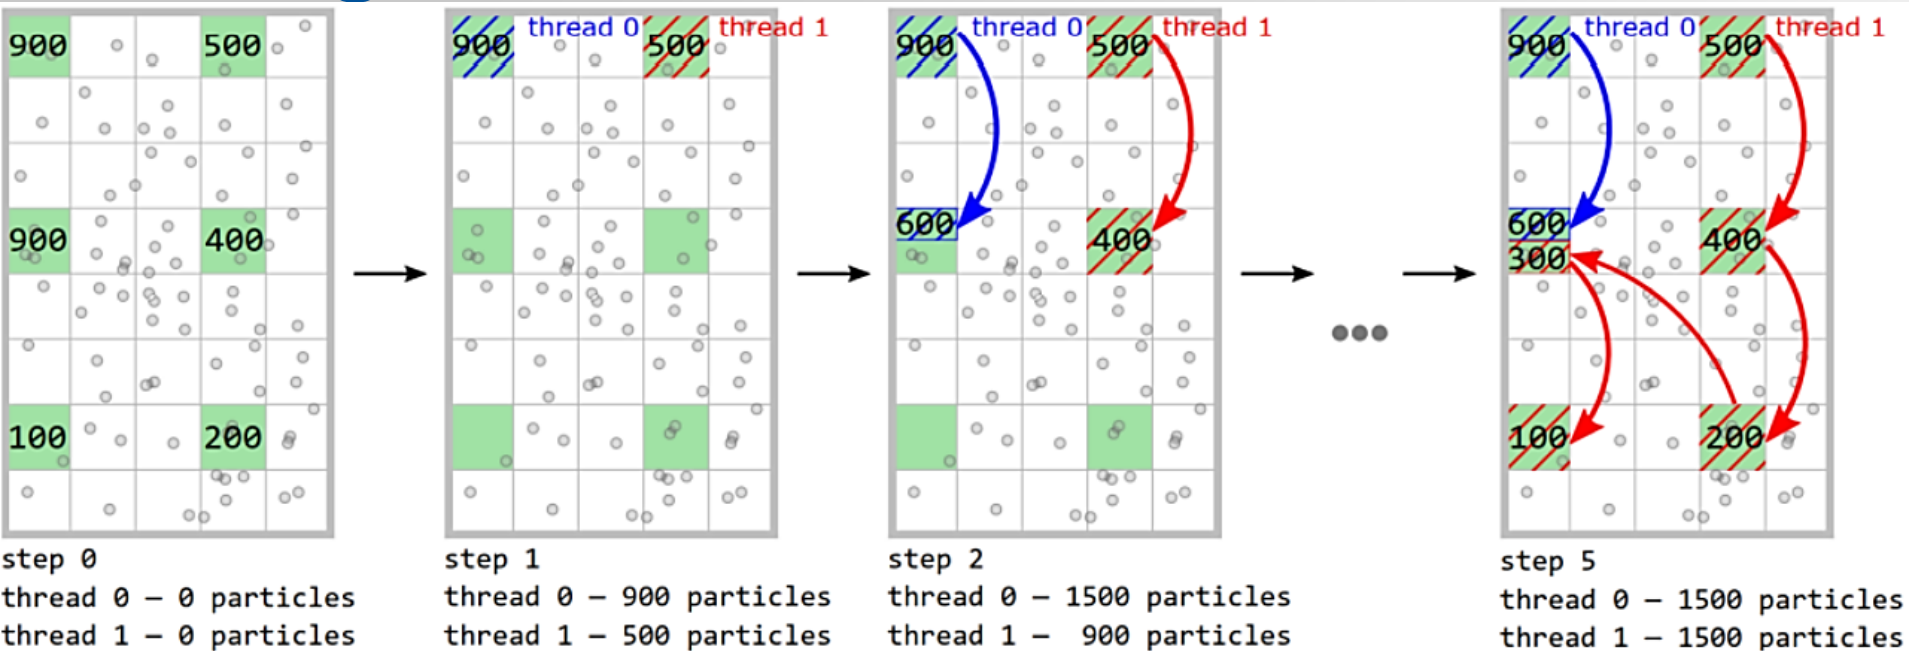 900
500
900
400
100
200
step 0
thread 0 – 0 particles
thread 1 – 0 particles
900
thread 0
500
thread 1
step 1
thread 0 – 900 particles
thread 1 – 500 particles
900
thread 0
500
thread 1
600
400
step 2
thread 0 – 1500 particles
thread 1 –  900 particles
900
thread 0
500
thread 1
600
300
400
100
200
step 5
thread 0 – 1500 particles
thread 1 – 1500 particles